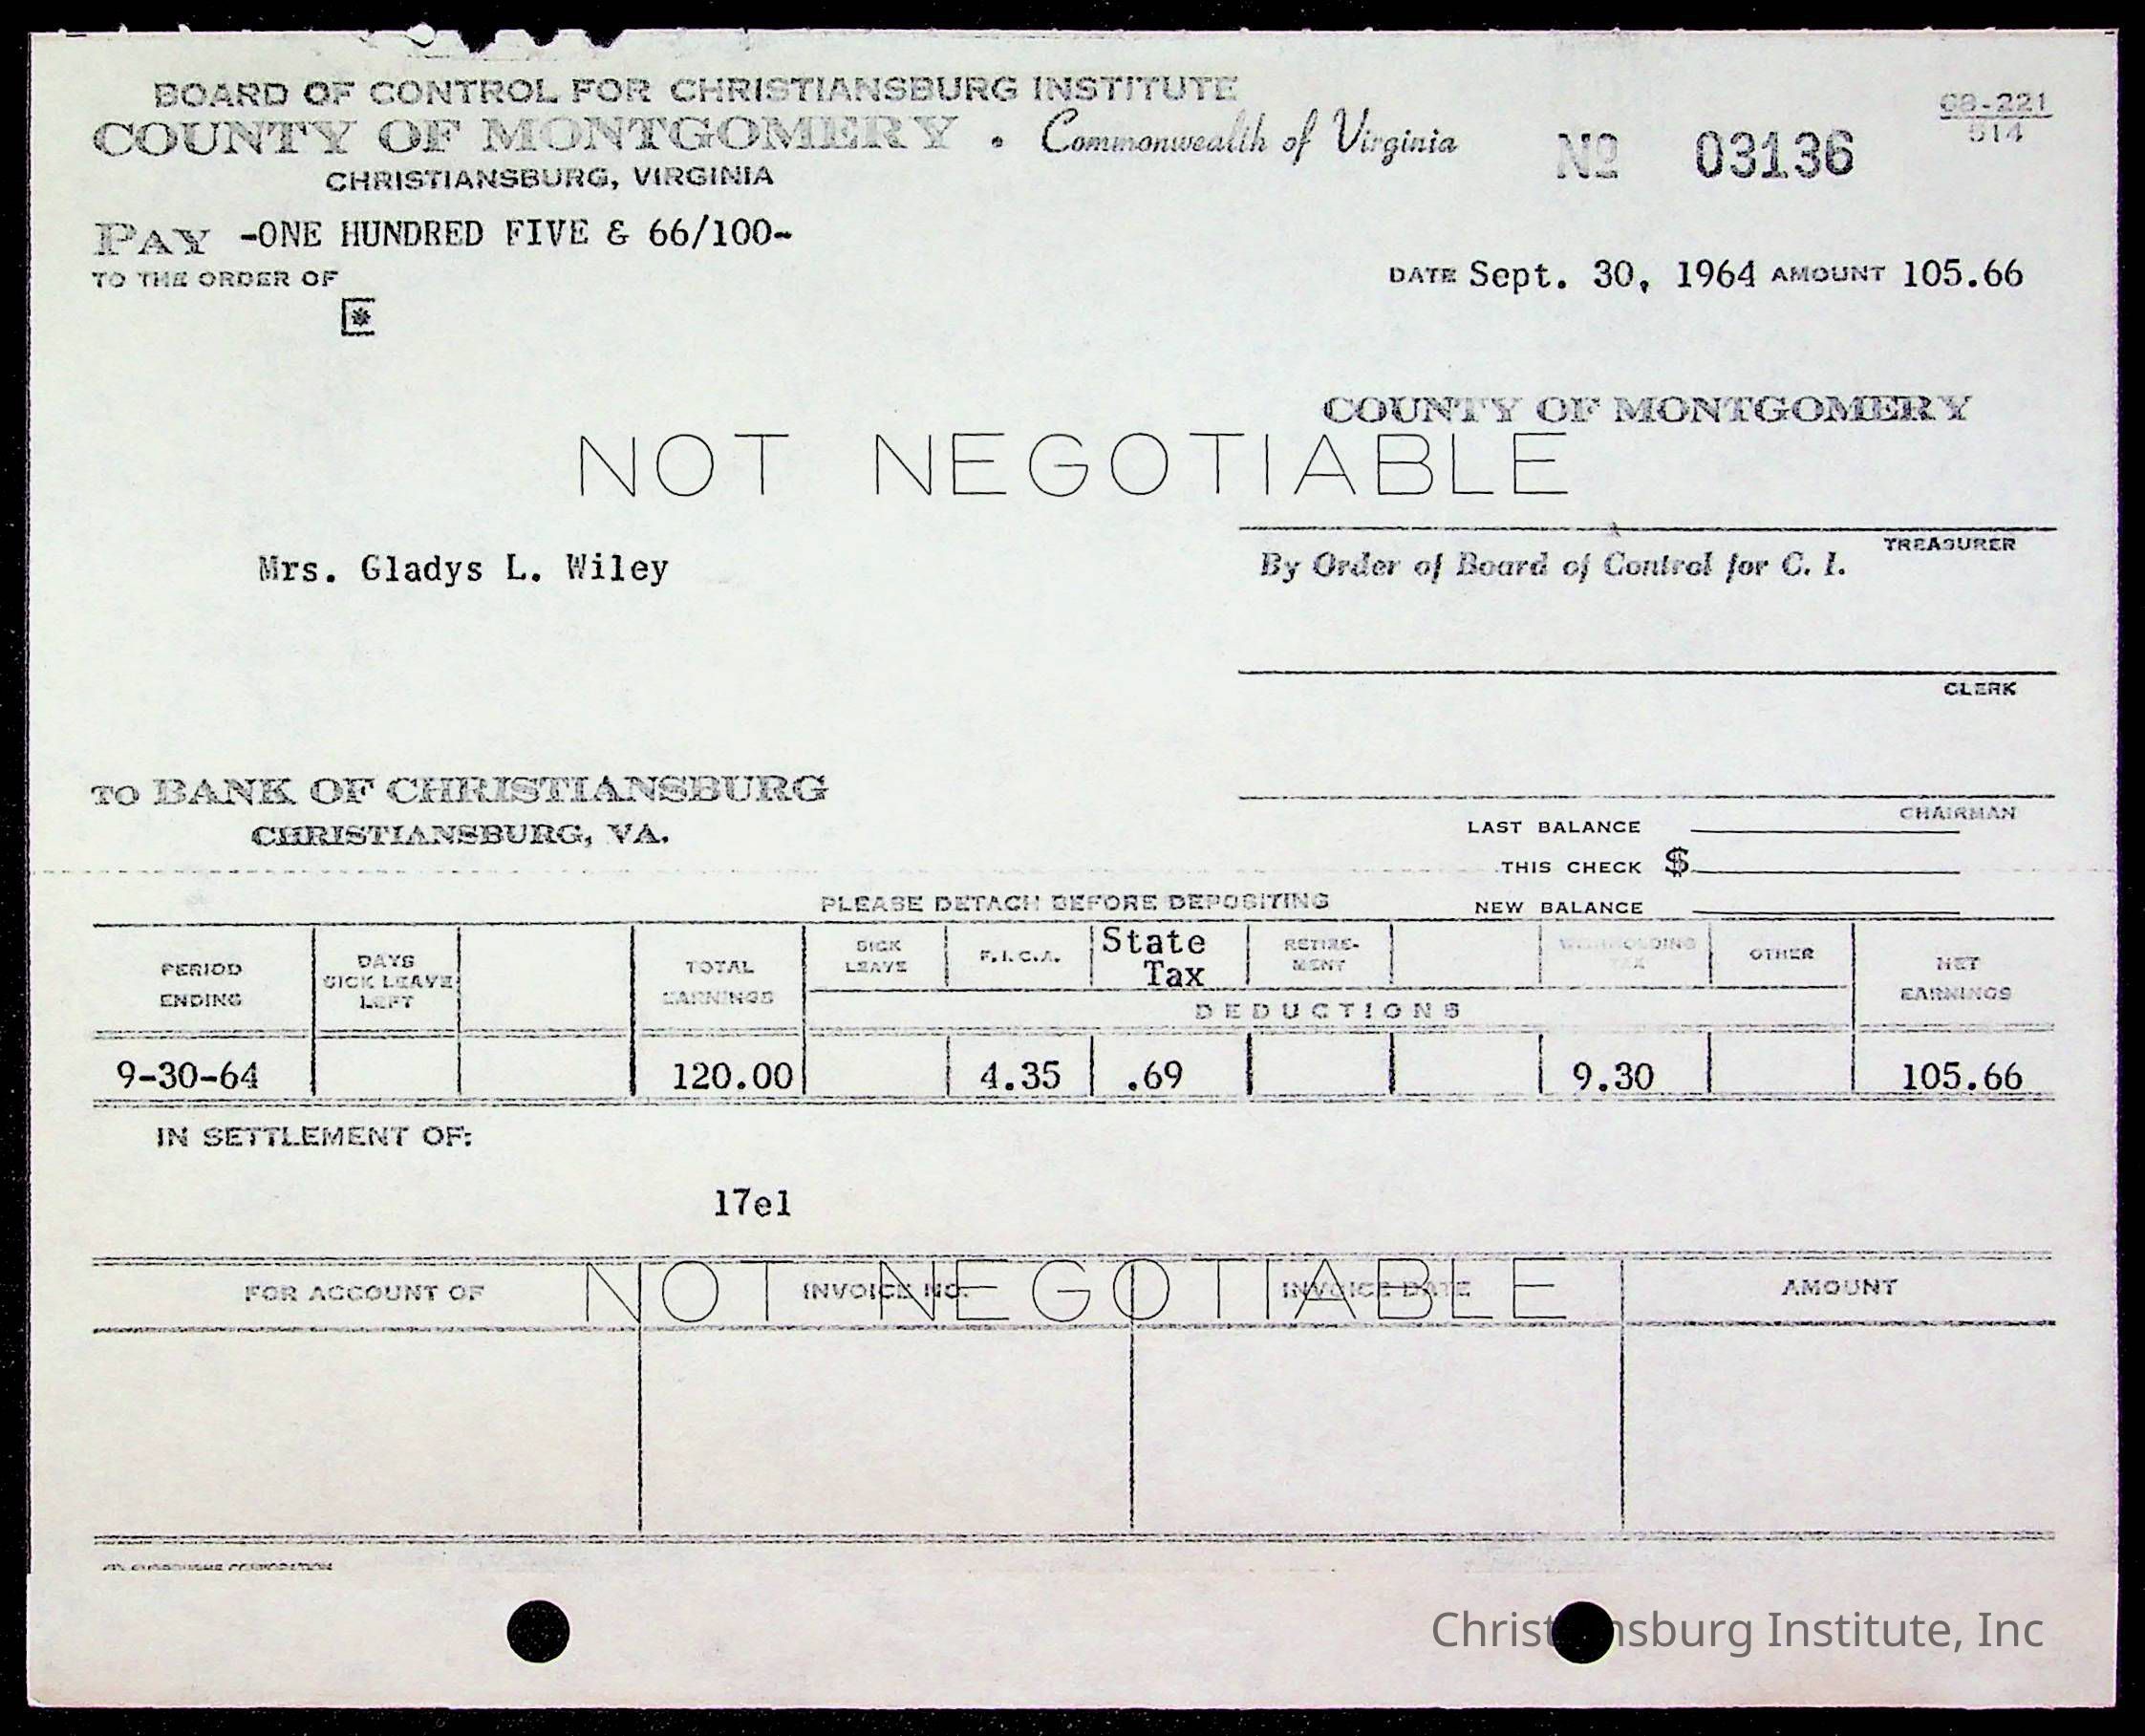 BOARD OF CONTROL FOR CHRISTIANSBURG INSTITUTE
COUNTY OF MONTGOMERY • Commonwealth of Virginia
CHRISTIANSBURG, VIRGINIA
No 03136
68-221
514
PAY -ONE HUNDRED FIVE & 66/100-
TO THE ORDER OF
DATE Sept. 30, 1964 AMOUNT 105.66
*
COUNTY OF MONTGOMERY
NOT NEGOTIABLE
TREASURER
Mrs. Gladys L. Wiley
By Order of Board of Control for C. I.
CLERK
TO BANK OF CHRISTIANSBURG
CHRISTIANSBURG, VA.
CHAIRMAN
LAST BALANCE
THIS CHECK $
NEW BALANCE
PLEASE DETACH BEFORE DEPOSITING
PERIOD ENDING DAYS SICK LEAVE LEFT TOTAL EARNINGS SICK LEAVE F.I.C.A. State Tax RETIRE-MENT WITHHOLDING TAX OTHER NET EARNINGS
DEDUCTIONS
9-30-64 120.00 4.35 .69 9.30 105.66
IN SETTLEMENT OF:
17e1
NOT NEGOTIABLE
FOR ACCOUNT OF INVOICE NO. INVOICE DATE AMOUNT
CORPORATION
Christiansburg Institute, Inc